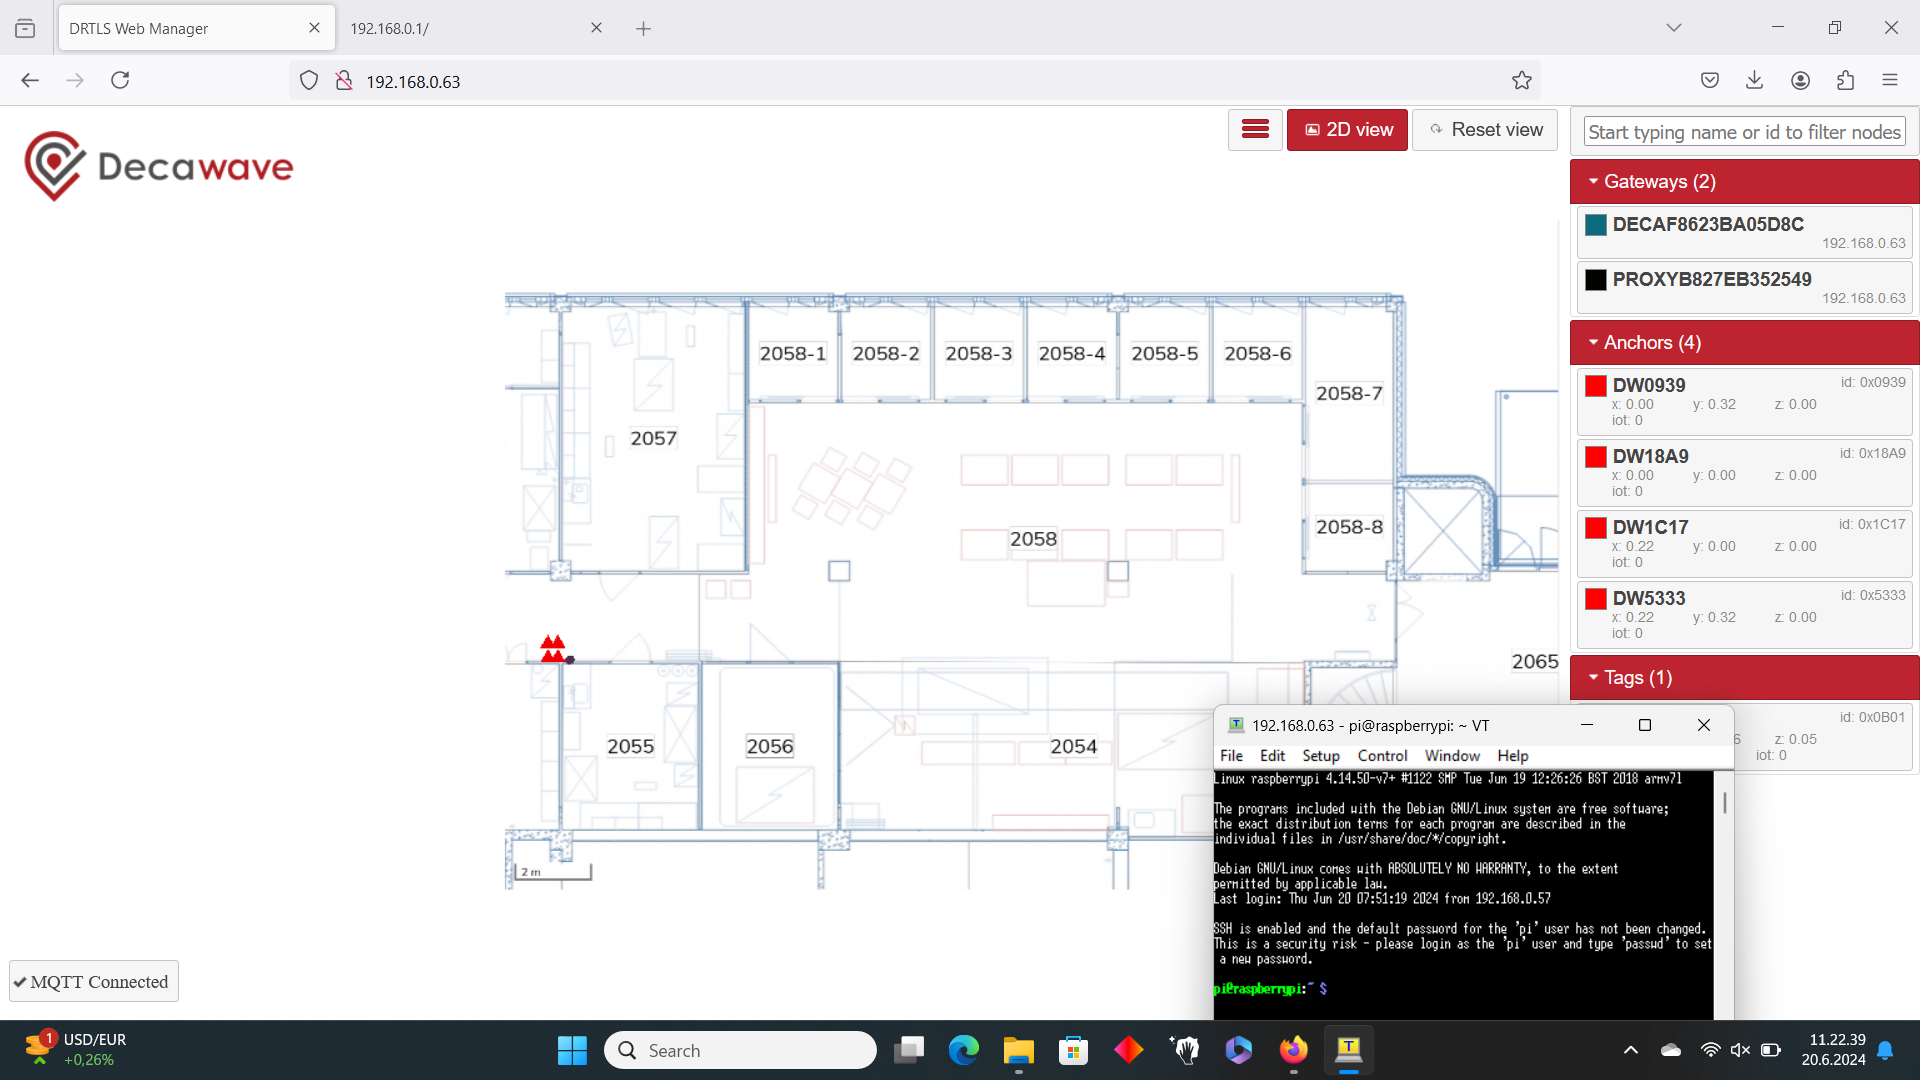 DRTLS Web Manager
192.168.0.1/
192.168.0.63
Decawave
2D view
Reset view
Start typing name or id to filter nodes
Gateways (2)
DECAF8623BA05D8C
192.168.0.63
PROXYB827EB352549
192.168.0.63
Anchors (4)
DW0939
id: 0x0939
x: 0.00 y: 0.32 z: 0.00
iot: 0
DW18A9
id: 0x18A9
x: 0.00 y: 0.00 z: 0.00
iot: 0
DW1C17
id: 0x1C17
x: 0.22 y: 0.00 z: 0.00
iot: 0
DW5333
id: 0x5333
x: 0.22 y: 0.32 z: 0.00
iot: 0
Tags (1)
id: 0x0B01
6 z: 0.05
iot: 0
2058-1
2058-2
2058-3
2058-4
2058-5
2058-6
2058-7
2057
2058-8
2058
2065
2055
2056
2054
2 m
192.168.0.63 - pi@raspberrypi: ~ VT
File Edit Setup Control Window Help
Linux raspberrypi 4.14.50-v7+ #1122 SMP Tue Jun 19 12:26:26 BST 2018 armv7l
The programs included with the Debian GNU/Linux system are free software;
the exact distribution terms for each program are described in the
individual files in /usr/share/doc/*/copyright.
Debian GNU/Linux comes with ABSOLUTELY NO WARRANTY, to the extent
permitted by applicable law.
Last login: Thu Jun 20 07:51:19 2024 from 192.168.0.57
SSH is enabled and the default password for the 'pi' user has not been changed.
This is a security risk - please login as the 'pi' user and type 'passwd' to set
a new password.
pi@raspberrypi:~ $
MQTT Connected
1
USD/EUR
+0,26%
Search
11.22.39
20.6.2024